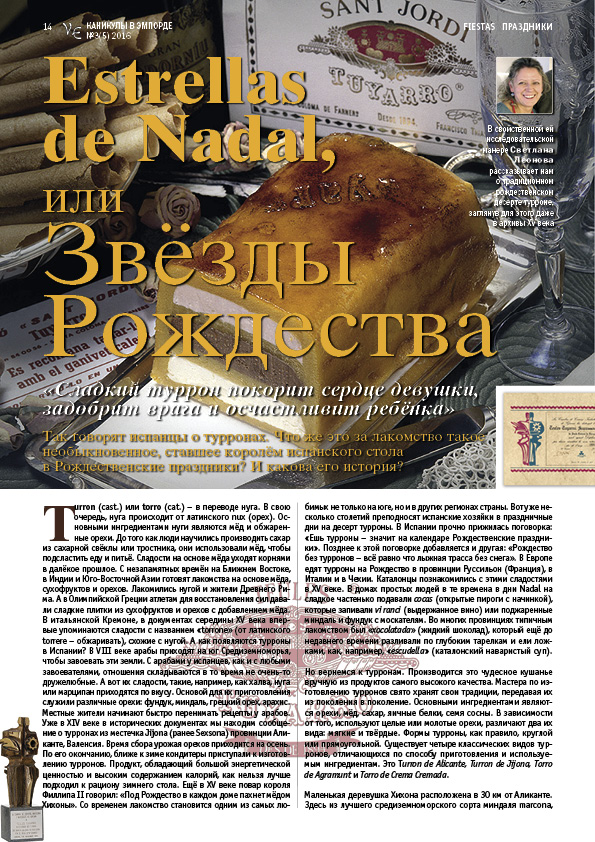 14
VE
КАНИКУЛЫ В ЭМПОРДЕ
№3(5) 2016
FIESTAS ПРАЗДНИКИ
SANT JORDI
TUYARRO
COLOMA DE FARNERS
Estrellas
de Nadal,
или
Звёзды
Рождества
В свойственной ей
исследовательской
манере Светлана
Леонова
рассказывает нам
о традиционном
рождественском
десерте турроне,
заглянув для этого даже
в архивы XV века
«Сладкий туррон покорит сердце девушки,
задобрит врага и осчастливит ребёнка»
Так говорят испанцы о турронах. Что же это за лакомство такое
необыкновенное, ставшее королём испанского стола
в Рождественские праздники? И какова его история?
Turron (cast.) или torro (cat.) – в переводе нуга. В свою
очередь, нуга происходит от латинского nux (орех). Ос-
новными ингредиентами нуги являются мёд и обжарен-
ные орехи. До того как люди научились производить сахар
из сахарной свёклы или тростника, они использовали мёд, чтобы
подсластить еду и питьё. Сладости на основе мёда уходят корнями
в далёкое прошлое. С незапамятных времён на Ближнем Востоке,
в Индии и Юго-Восточной Азии готовят лакомства на основе мёда,
сухофруктов и орехов. Лакомились нугой и жители Древнего Ри-
ма. А в Олимпийской Греции атлетам для восстановления сил дава-
ли сладкие плитки из сухофруктов и орехов с добавлением мёда.
В итальянской Кремоне, в документах середины XV века впер-
вые упоминаются сладости с названием «torrone» (от латинского
torrere – обжаривать), схожие с нугой. А как появляются турроны
в Испании? В VIII веке арабы приходят на юг Средиземноморья,
чтобы завоевать эти земли. С арабами у испанцев, как и с любыми
завоевателями, отношения складываются в то время не очень-то
дружелюбные. А вот их сладости, такие, например, как халва, нуга
или марципан приходятся по вкусу. Основой для их приготовления
служили различные орехи: фундук, миндаль, грецкий орех, арахис.
Местные жители начинают быстро перенимать рецепты у арабов.
Уже в XIV веке в исторических документах мы находим сообще-
ние о турронах из местечка Jijona (ранее Sexsona) провинции Али-
канте, Валенсия. Время сбора урожая орехов приходится на осень.
По его окончанию, ближе к зиме кондитеры приступали к изготов-
лению турронов. Продукт, обладающий большой энергетической
ценностью и высоким содержанием калорий, как нельзя лучше
подходил к рациону зимнего стола. Ещё в XV веке повар короля
Филиппа II говорил: «Под Рождество в каждом доме пахнет мёдом
Хихоны». Со временем лакомство становится одним из самых лю-
бимых не только на юге, но и в других регионах страны. Вот уже не-
сколько столетий преподносят испанские хозяйки в праздничные
дни на десерт турроны. В Испании прочно прижилась поговорка:
«Ешь турроны – значит на календаре Рождественские праздни-
ки». Позднее к этой поговорке добавляется и другая: «Рождество
без турронов – всё равно что лыжная трасса без снега». В Европе
едят турроны на Рождество в провинции Руссильон (Франция), в
Италии и в Чехии. Каталонцы познакомились с этими сладостями
в XV веке. В домах простых людей в те времена в дни Nadal на
сладкое частенько подавали cocas (открытые пироги с начинкой),
которые запивали vi ranci (выдержанное вино) или поджаренные
миндаль и фундук с москателям. Во многих провинциях типичным
лакомством был «xocolatada» (жидкий шоколад), который ещё до
недавнего времени разливали по глубоким тарелкам и ели лож-
ками, как, например, «escudella» (каталонский наваристый суп).
Но вернемся к турронам. Производится это чудесное кушанье
вручную из продуктов самого высокого качества. Мастера по из-
готовлению турронов свято хранят свои традиции, передавая их
из поколения в поколение. Основными ингредиентами являют-
ся орехи, мёд, сахар, яичные белки, семя сосны. В зависимости
от того, используют целые или молотые орехи, различают два их
вида: мягкие и твёрдые. Формы турроны, как правило, круглой
или прямоугольной. Существует четыре классических видов тур-
ронов, отличающихся по способу приготовления и используе-
мым ингредиентам. Это Turron de Alicante, Turron de Jijona, Torro
de Agramunt и Torro de Crema Cremada.
Маленькая деревушка Хихона расположена в 30 км от Аликанте.
Здесь из лучшего средиземноморского сорта миндаля marcona,